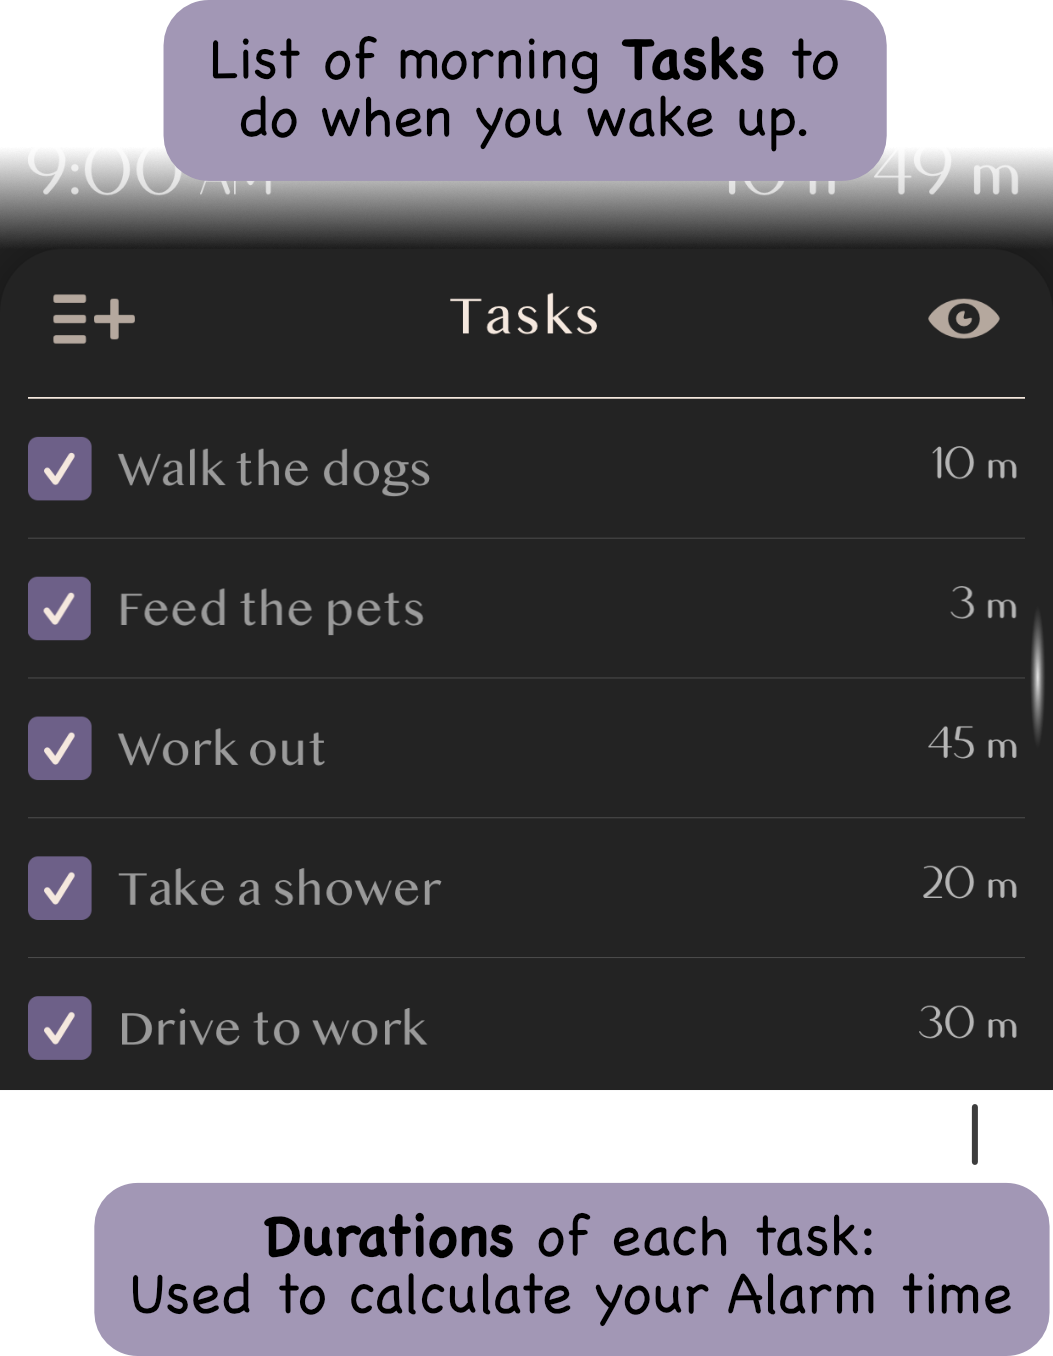 List of morning Tasks to
do when you wake up.
9:00 AM 10 h 49 m
Tasks
Walk the dogs 10 m
Feed the pets 3 m
Work out 45 m
Take a shower 20 m
Drive to work 30 m
Durations of each task:
Used to calculate your Alarm time